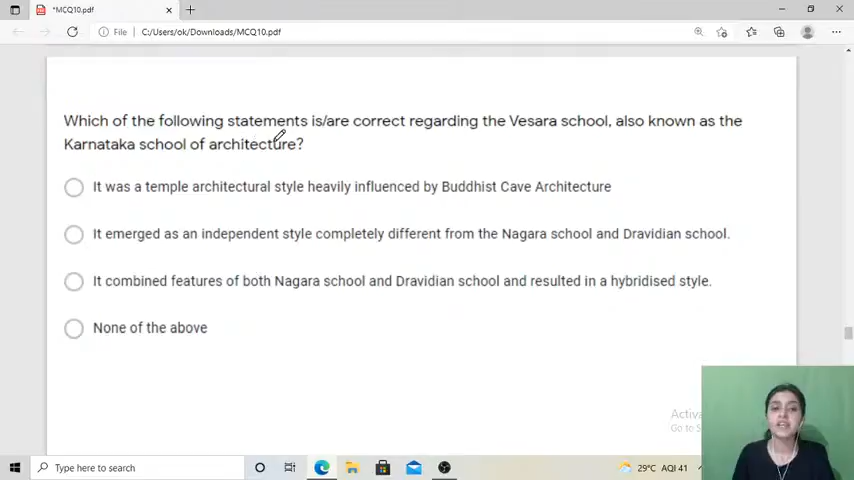 *MCQ10.pdf
File
C:/Users/ok/Downloads/MCQ10.pdf
Which of the following statements is/are correct regarding the Vesara school, also known as the
Karnataka school of architecture?
It was a temple architectural style heavily influenced by Buddhist Cave Architecture
It emerged as an independent style completely different from the Nagara school and Dravidian school.
It combined features of both Nagara school and Dravidian school and resulted in a hybridised style.
None of the above
Activa
Go to S
Type here to search
29°C AQI 41